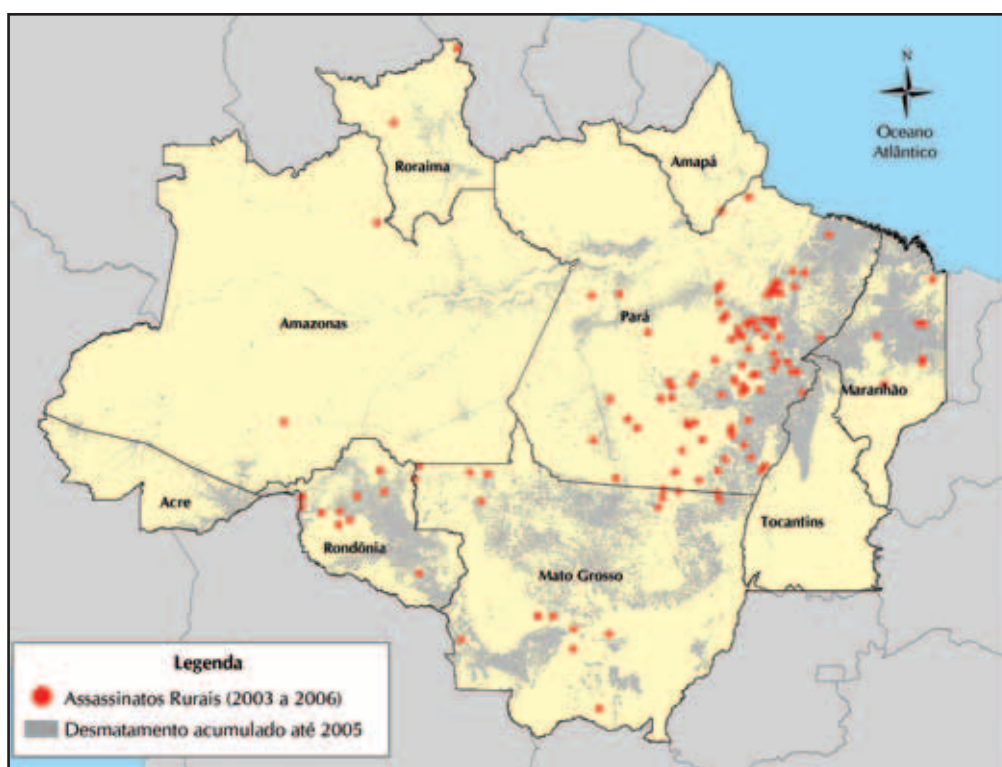 N
Oceano
Atlântico
Roraima
Amapá
Amazonas
Pará
Maranhão
Acre
Tocantins
Rondônia
Mato Grosso
Legenda
Assassinatos Rurais (2003 a 2006)
Desmatamento acumulado até 2005